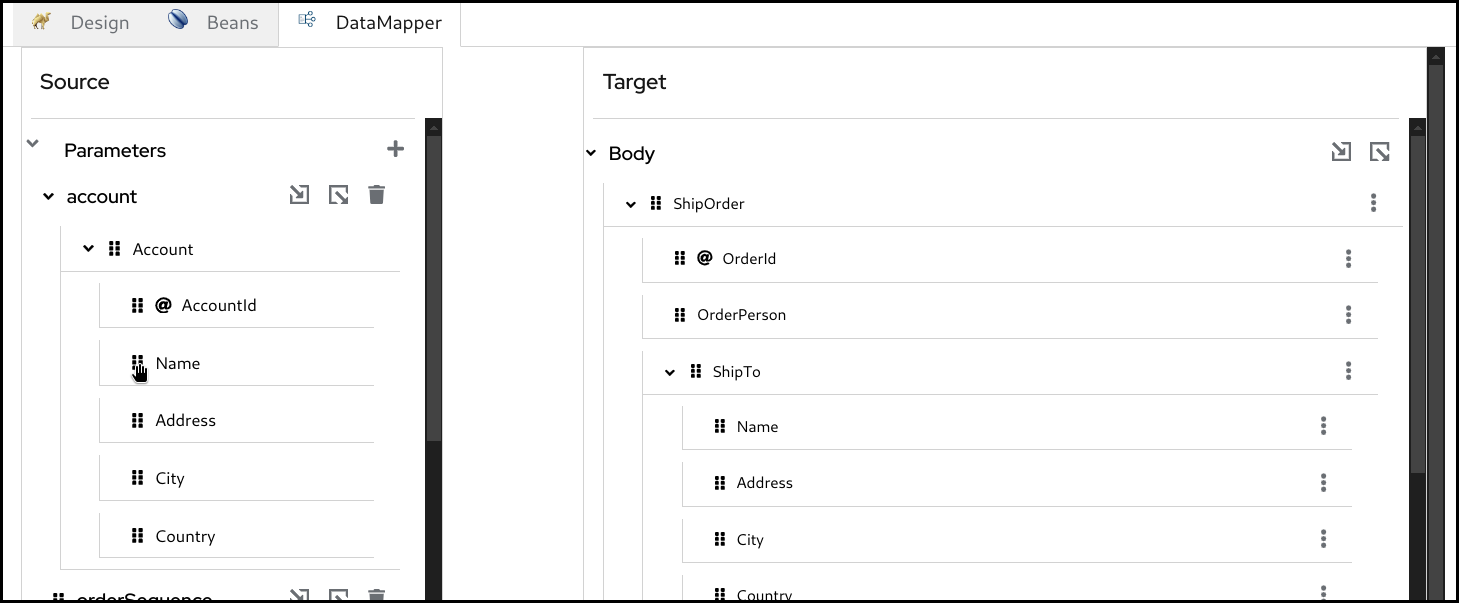 Design Beans DataMapper
Source
Parameters
account
Account
@ AccountId
Name
Address
City
Country
orderSequence
Target
Body
ShipOrder
@ OrderId
OrderPerson
ShipTo
Name
Address
City
Country